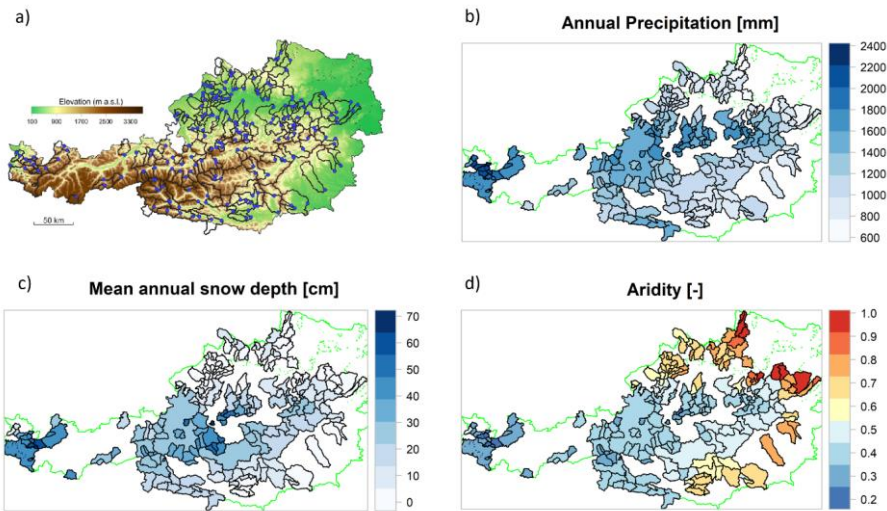 a)
Elevation (m a.s.l.)
100 900 1700 2500 3300
50 km
b)
Annual Precipitation [mm]
2400
2200
2000
1800
1600
1400
1200
1000
800
600
c)
Mean annual snow depth [cm]
70
60
50
40
30
20
10
0
d)
Aridity [-]
1.0
0.9
0.8
0.7
0.6
0.5
0.4
0.3
0.2